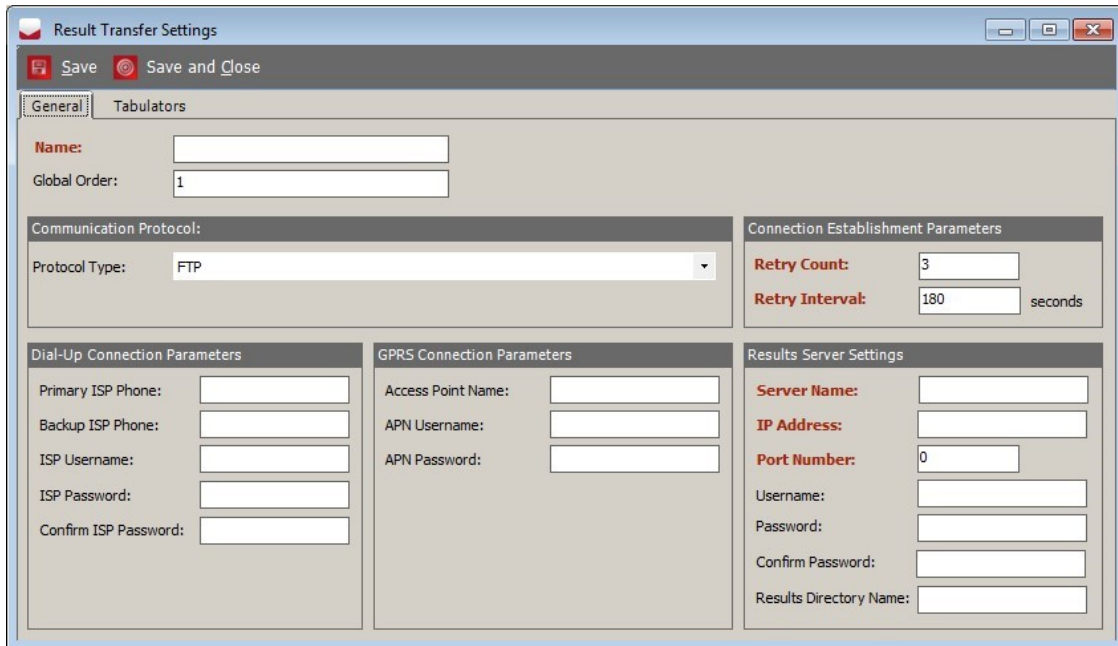 Result Transfer Settings
Save Save and Close
General Tabulators
Name:
Global Order: 1
Communication Protocol:
Protocol Type: FTP
Connection Establishment Parameters
Retry Count: 3
Retry Interval: 180 seconds
Dial-Up Connection Parameters
Primary ISP Phone:
Backup ISP Phone:
ISP Username:
ISP Password:
Confirm ISP Password:
GPRS Connection Parameters
Access Point Name:
APN Username:
APN Password:
Results Server Settings
Server Name:
IP Address:
Port Number: 0
Username:
Password:
Confirm Password:
Results Directory Name: